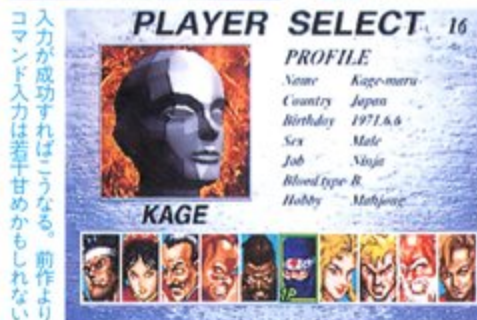 入力が成功すればこうなる。前作より
コマンド入力は若干甘めかもしれない
PLAYER SELECT 16
PROFILE
Name Kage-maru
Country Japan
Birthday 1971.6.6
Sex Male
Job Ninja
Blood type B
Hobby Mahjong
KAGE
1P